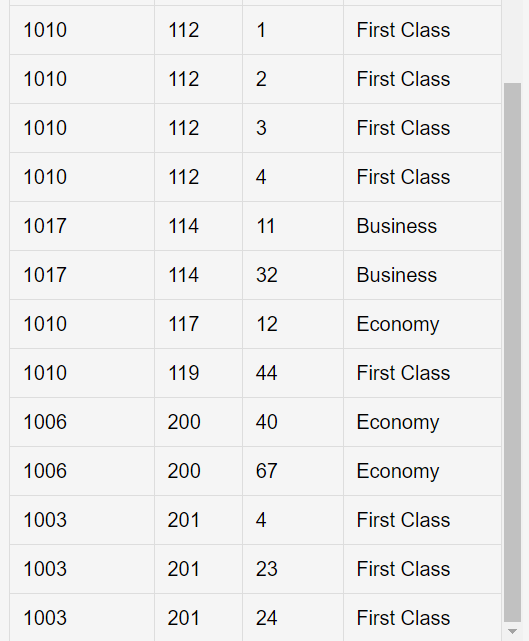 1010 112 1 First Class
1010 112 2 First Class
1010 112 3 First Class
1010 112 4 First Class
1017 114 11 Business
1017 114 32 Business
1010 117 12 Economy
1010 119 44 First Class
1006 200 40 Economy
1006 200 67 Economy
1003 201 4 First Class
1003 201 23 First Class
1003 201 24 First Class